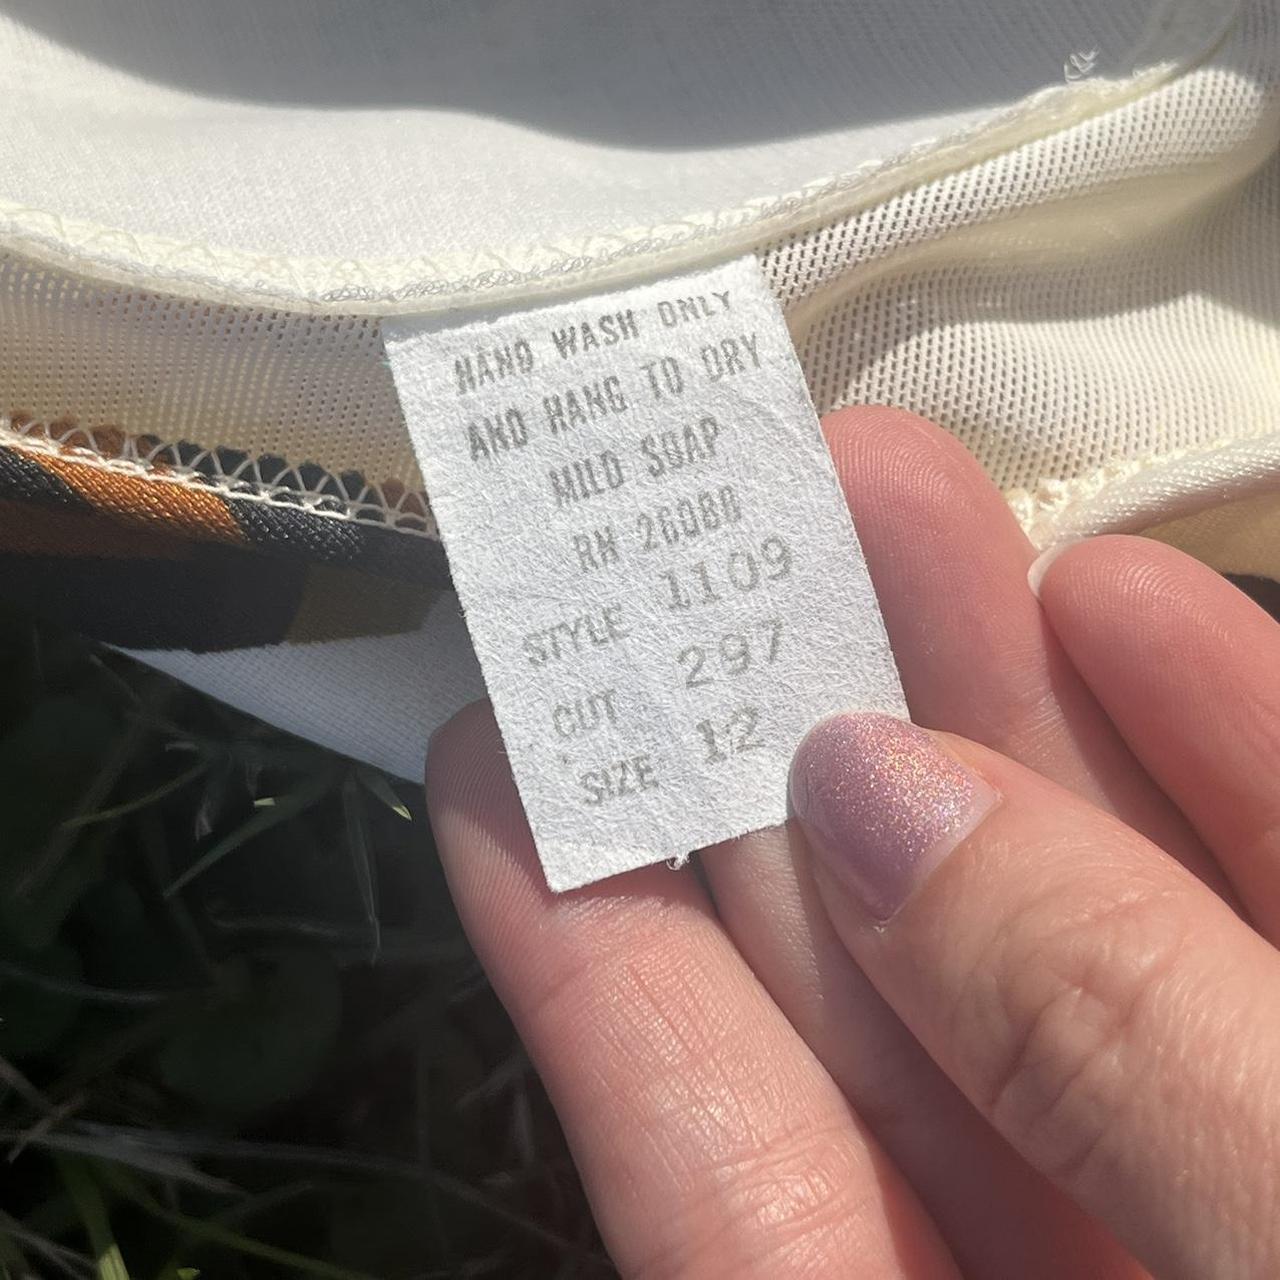 HAND WASH ONLY
AND HANG TO DRY
MILD SOAP
RN 26080
STYLE 1109
CUT 297
SIZE 12